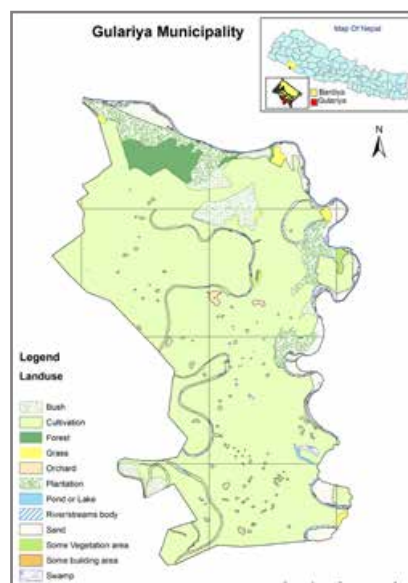 Gulariya Municipality
Map Of Nepal
Bardiya
Gulariya
N
Legend
Landuse
Bush
Cultivation
Forest
Grass
Orchard
Plantation
Pond or Lake
River/streams body
Sand
Some Vegetation area
Some building area
Swamp